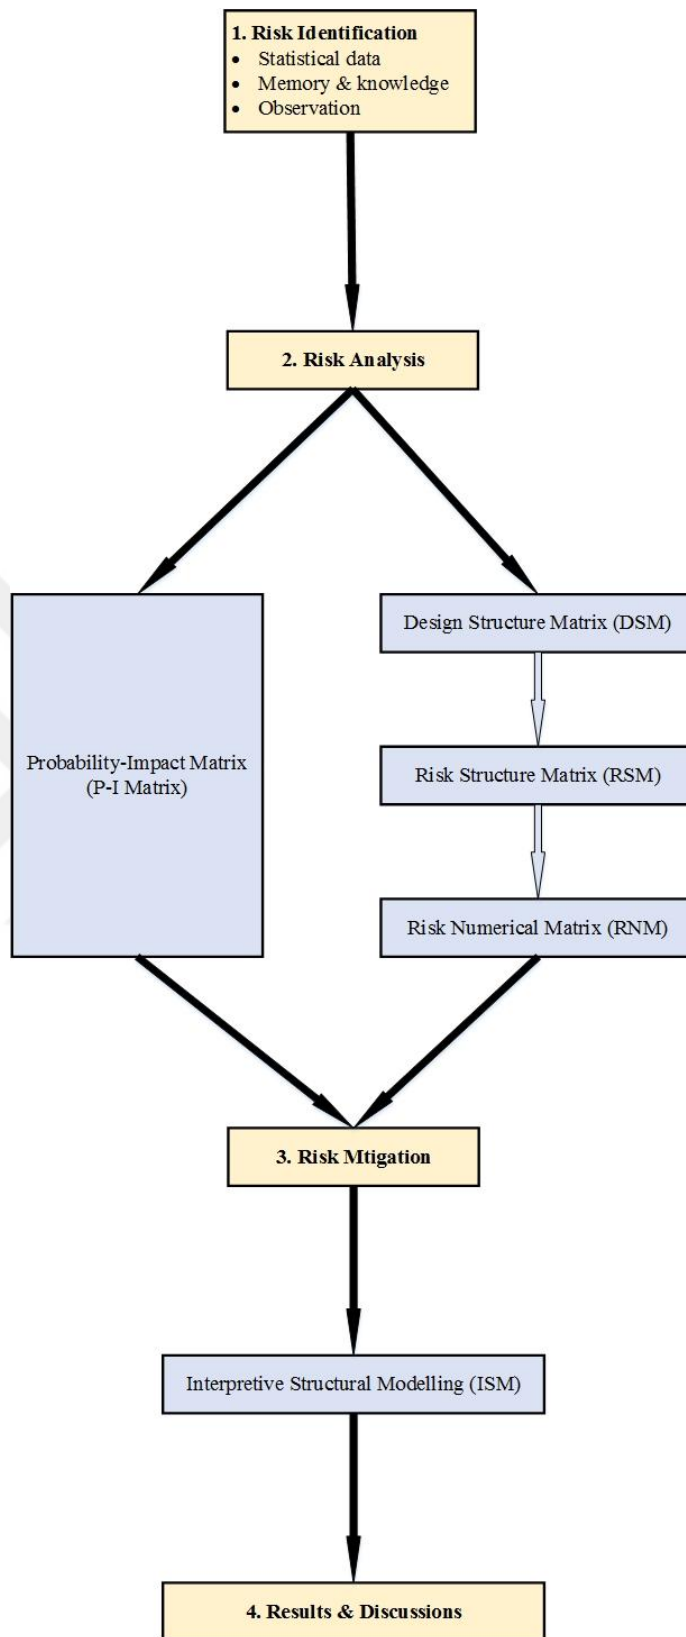 1. Risk Identification
• Statistical data
• Memory & knowledge
• Observation
2. Risk Analysis
Probability-Impact Matrix
(P-I Matrix)
Design Structure Matrix (DSM)
Risk Structure Matrix (RSM)
Risk Numerical Matrix (RNM)
3. Risk Mtigation
Interpretive Structural Modelling (ISM)
4. Results & Discussions